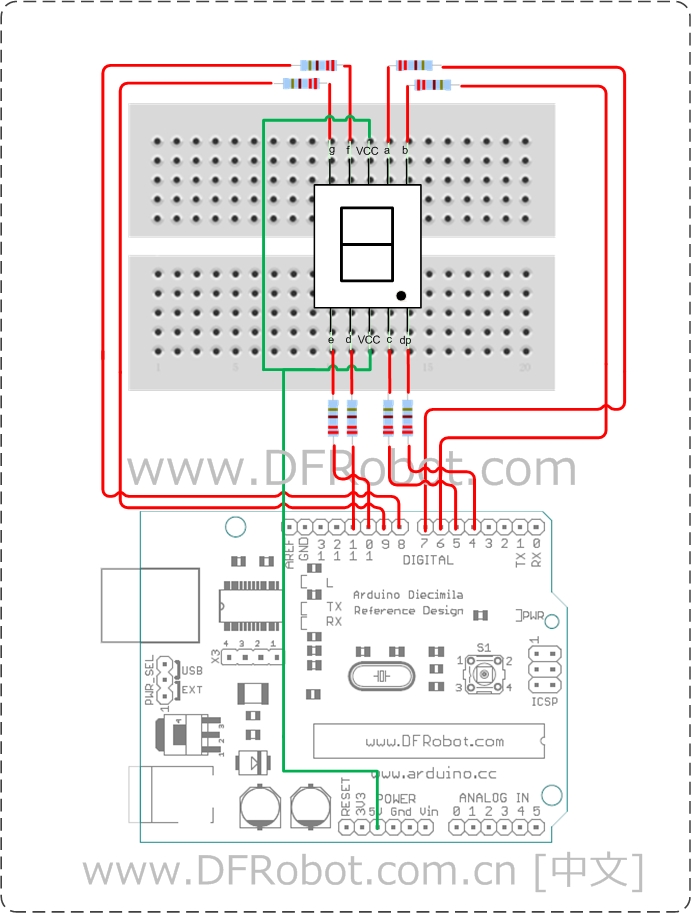 g f VCC a b
e d VCC c dp
1 5 15 20
www.DFRobot.com
AREF GND 13 12 11 10 9 8 7 6 5 4 3 2 TX 1 RX 0
DIGITAL
L
TX
RX
Arduino Diecimila
Reference Design
PWR
X3
4 3 2 1
S1
1 2
3 4
1
ICSP
PWR_SEL
USB
EXT
1
4
3
2
1
www.DFRobot.com
www.arduino.cc
RESET 3V3 5V Gnd Vin
POWER
ANALOG IN
0 1 2 3 4 5
www.DFRobot.com.cn [中文]